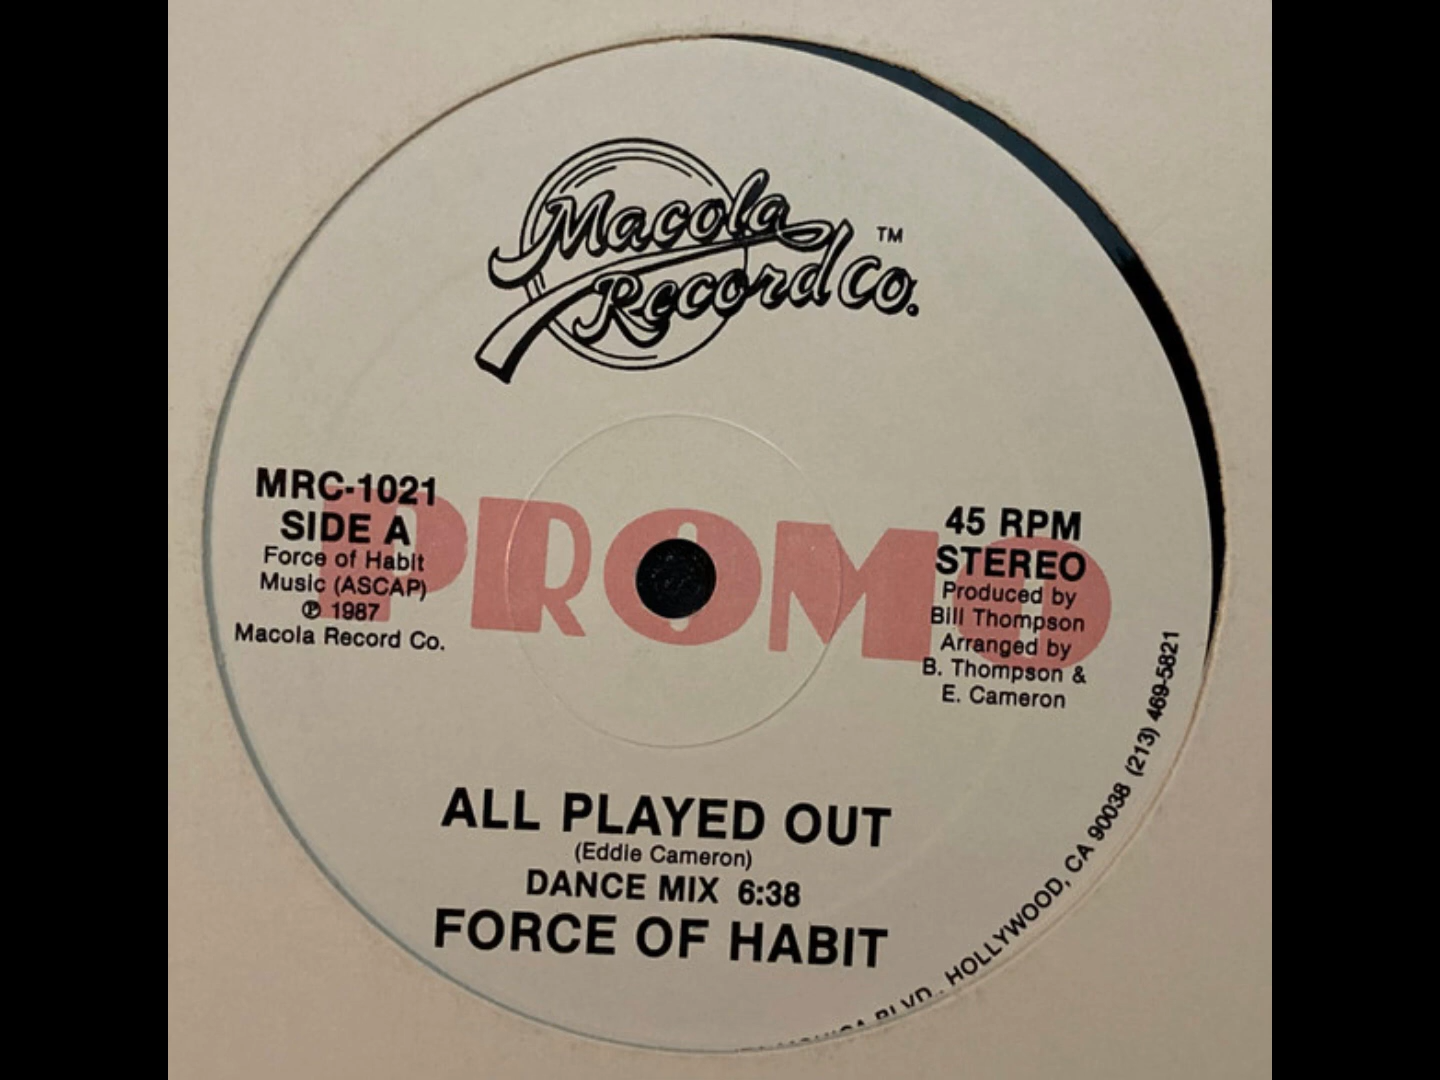 Macola
Record Co.
TM
MRC-1021
SIDE A
Force of Habit
Music (ASCAP)
℗ 1987
Macola Record Co.
PROMO
45 RPM
STEREO
Produced by
Bill Thompson
Arranged by
B. Thompson &
E. Cameron
ALL PLAYED OUT
(Eddie Cameron)
DANCE MIX 6:38
FORCE OF HABIT
BLVD., HOLLYWOOD, CA 90038 (213) 469-5821